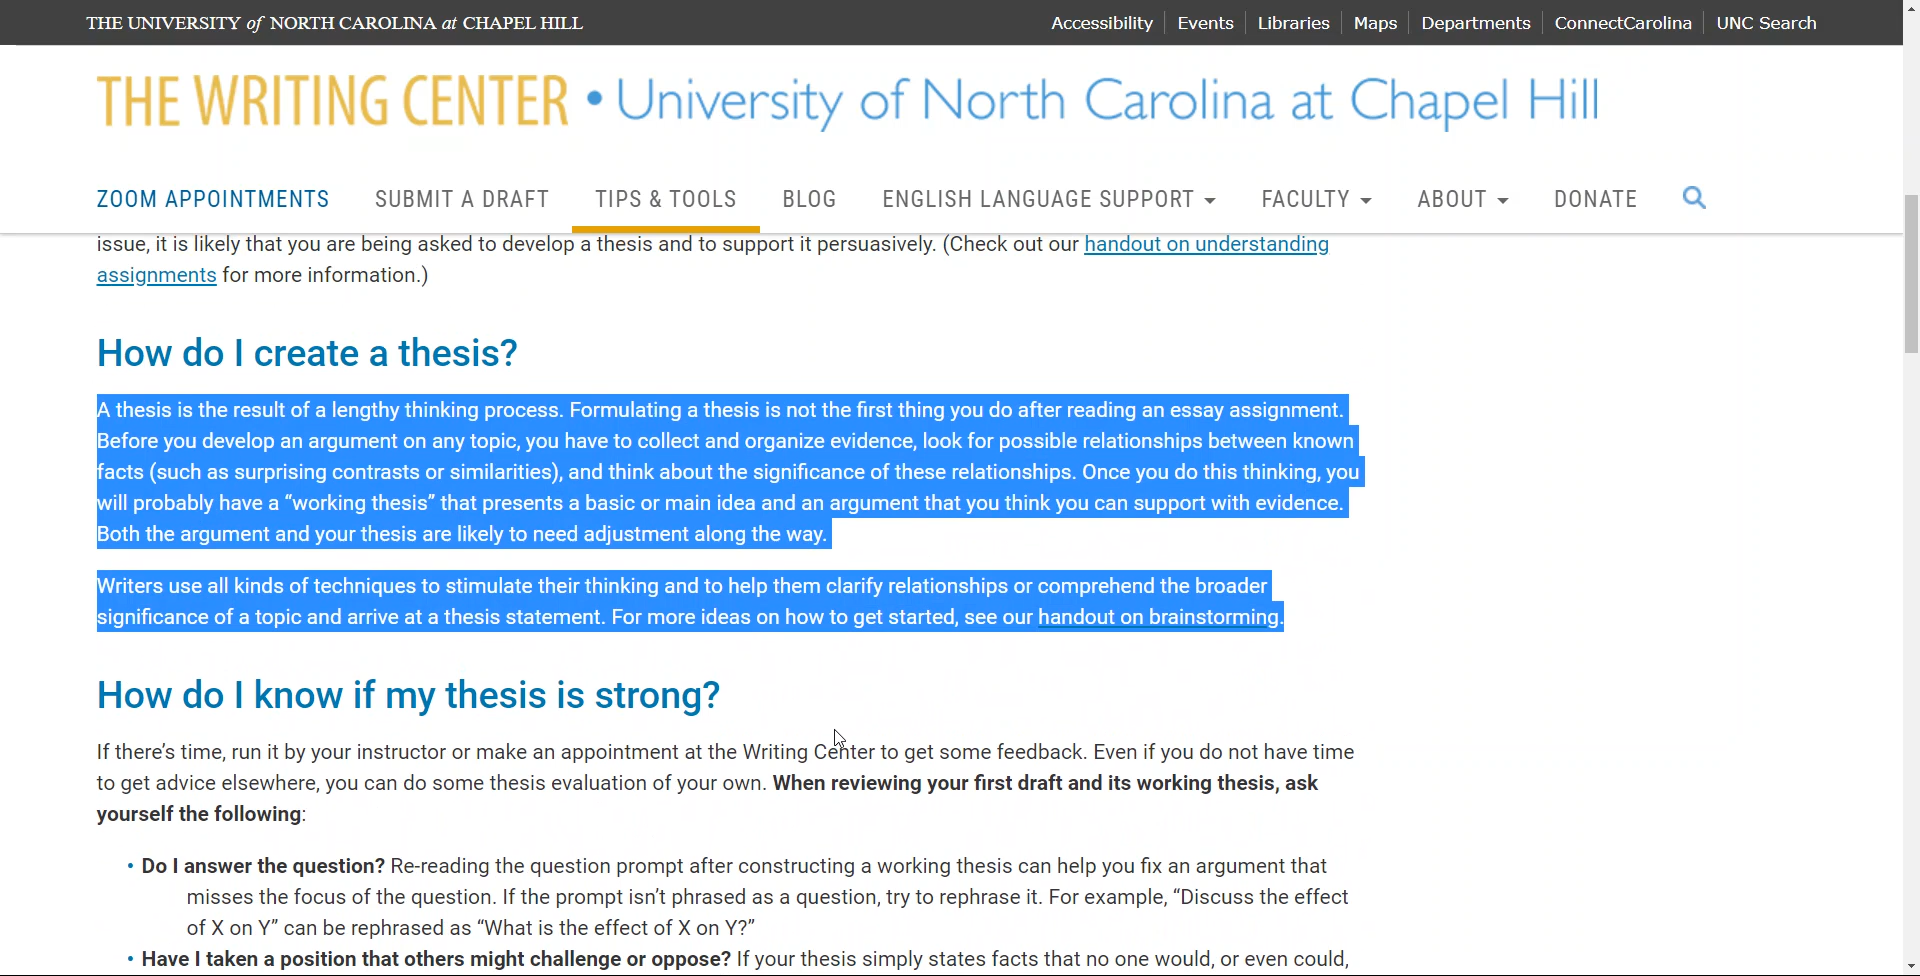 THE UNIVERSITY of NORTH CAROLINA at CHAPEL HILL
Accessibility Events Libraries Maps Departments ConnectCarolina UNC Search
THE WRITING CENTER • University of North Carolina at Chapel Hill
ZOOM APPOINTMENTS SUBMIT A DRAFT TIPS & TOOLS BLOG ENGLISH LANGUAGE SUPPORT FACULTY ABOUT DONATE
issue, it is likely that you are being asked to develop a thesis and to support it persuasively. (Check out our handout on understanding
assignments for more information.)
How do I create a thesis?
A thesis is the result of a lengthy thinking process. Formulating a thesis is not the first thing you do after reading an essay assignment.
Before you develop an argument on any topic, you have to collect and organize evidence, look for possible relationships between known
facts (such as surprising contrasts or similarities), and think about the significance of these relationships. Once you do this thinking, you
will probably have a “working thesis” that presents a basic or main idea and an argument that you think you can support with evidence.
Both the argument and your thesis are likely to need adjustment along the way.
Writers use all kinds of techniques to stimulate their thinking and to help them clarify relationships or comprehend the broader
significance of a topic and arrive at a thesis statement. For more ideas on how to get started, see our handout on brainstorming.
How do I know if my thesis is strong?
If there’s time, run it by your instructor or make an appointment at the Writing Center to get some feedback. Even if you do not have time
to get advice elsewhere, you can do some thesis evaluation of your own. When reviewing your first draft and its working thesis, ask
yourself the following:
• Do I answer the question? Re-reading the question prompt after constructing a working thesis can help you fix an argument that
misses the focus of the question. If the prompt isn’t phrased as a question, try to rephrase it. For example, “Discuss the effect
of X on Y” can be rephrased as “What is the effect of X on Y?”
• Have I taken a position that others might challenge or oppose? If your thesis simply states facts that no one would, or even could,